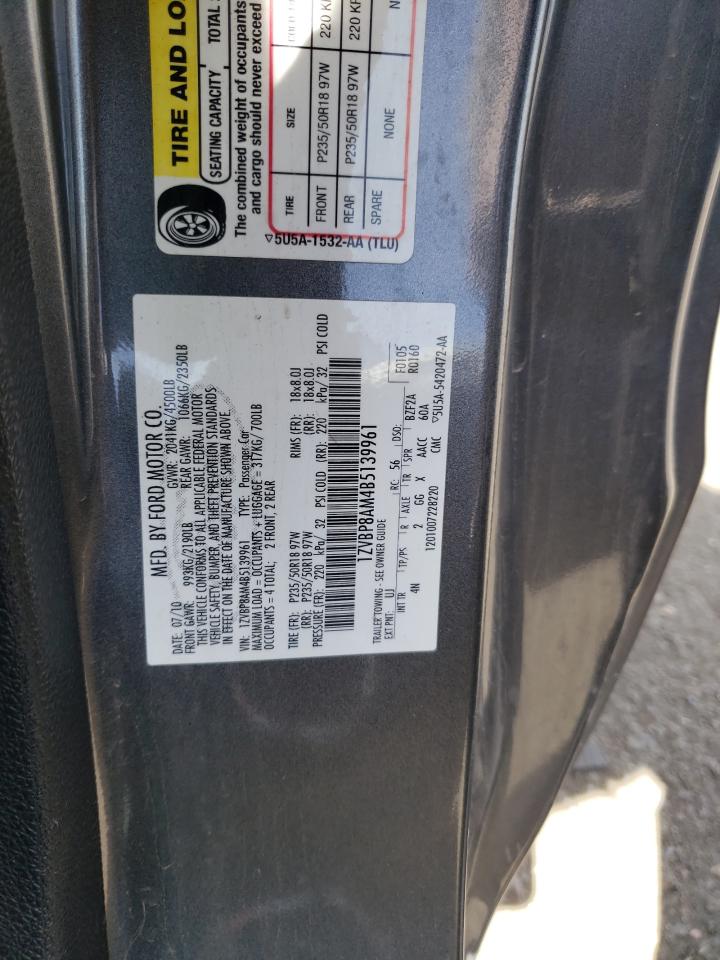 TIRE AND LO
SEATING CAPACITY TOTAL
The combined weight of occupants
and cargo should never exceed
TIRE SIZE
FRONT P235/50R18 97W 220 KP
REAR P235/50R18 97W 220 K
SPARE NONE N
▽5U5A-1532-AA (TLU)
MFD. BY FORD MOTOR CO.
DATE: 07/10 GVWR: 2041KG/4500LB
FRONT GAWR: 993KG/2190LB REAR GAWR: 1066KG/2350LB
THIS VEHICLE CONFORMS TO ALL APPLICABLE FEDERAL MOTOR
VEHICLE SAFETY, BUMPER, AND THEFT PREVENTION STANDARDS
IN EFFECT ON THE DATE OF MANUFACTURE SHOWN ABOVE.
VIN: 1ZVBP8AM4B5139961 TYPE: Passenger Car
MAXIMUM LOAD = OCCUPANTS + LUGGAGE = 317KG/ 700LB
OCCUPANTS = 4 TOTAL; 2 FRONT, 2 REAR
TIRE (FR): P235/50R18 97W RIMS (FR): 18x8.0J
(RR): P235/50R18 97W (RR): 18x8.0J
PRESSURE (FR): 220 kPa/ 32 PSI COLD (RR): 220 kPa/ 32 PSI COLD
1ZVBP8AM4B5139961
TRAILER TOWING - SEE OWNER GUIDE F0105
EXT PNT: UJ RC: 56 DSO: R0160
INT TR TP/PS R AXLE TR SPR BZF2A
4N 2 GG X AACC 60A
1201007228220 CMC ▽5U5A-5420472-AA